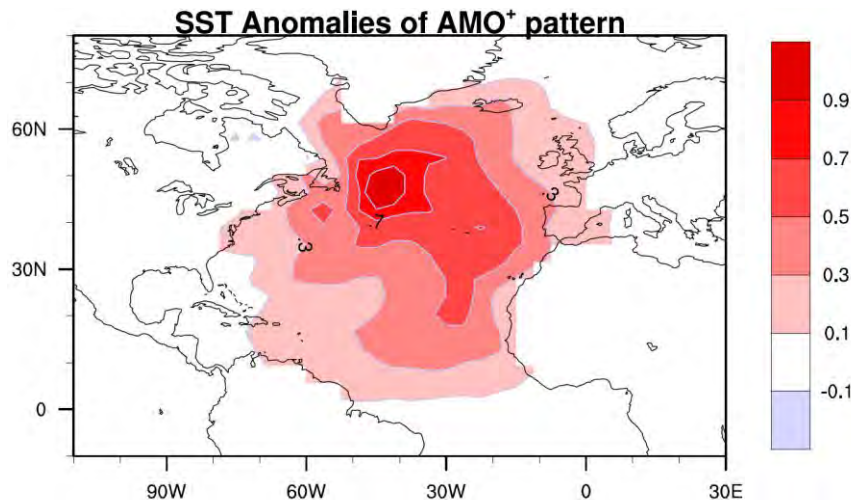 SST Anomalies of AMO⁺ pattern
60N
30N
0
90W
60W
30W
0
30E
.3
.7
.3
0.9
0.7
0.5
0.3
0.1
-0.1